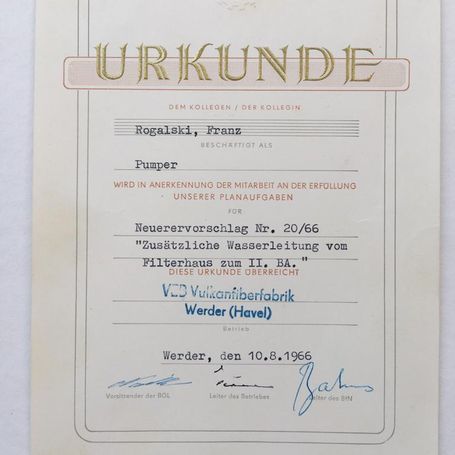 URKUNDE
DEM KOLLEGEN / DER KOLLEGIN
Rogalski, Franz
BESCHÄFTIGT ALS
Pumper
WIRD IN ANERKENNUNG DER MITARBEIT AN DER ERFÜLLUNG
UNSERER PLANAUFGABEN
FÜR
Neuerervorschlag Nr. 20/66
"Zusätzliche Wasserleitung vom
Filterhaus zum II. BA."
DIESE URKUNDE ÜBERREICHT
VEB Vulkanfiberfabrik
Werder (Havel)
Betrieb
Werder, den 10.8.1966
Vorsitzender der BGL Leiter des Betriebes Leiter des BfN